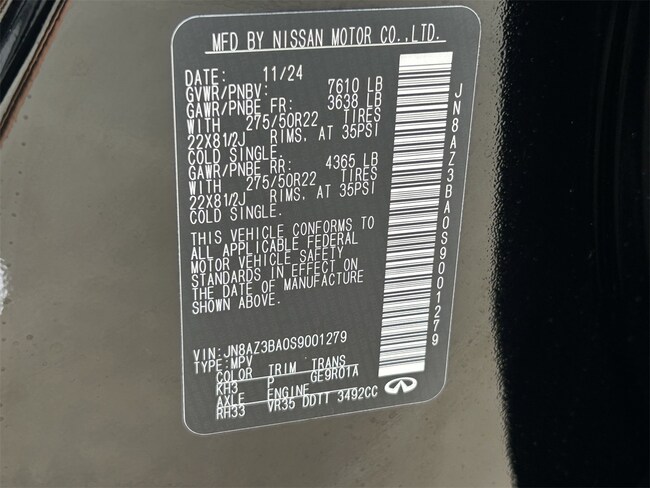 MFD BY NISSAN MOTOR CO.,LTD.
DATE: 11/24
GVWR/PNBV: 7610 LB
GAWR/PNBE FR: 3638 LB
WITH 275/50R22 TIRES
22X81/2J RIMS, AT 35PSI
COLD SINGLE.
GAWR/PNBE RR: 4365 LB
WITH 275/50R22 TIRES
22X81/2J RIMS, AT 35PSI
COLD SINGLE.
THIS VEHICLE CONFORMS TO
ALL APPLICABLE FEDERAL
MOTOR VEHICLE SAFETY
STANDARDS IN EFFECT ON
THE DATE OF MANUFACTURE
SHOWN ABOVE.
VIN:JN8AZ3BA0S9001279
TYPE:MPV
COLOR TRIM TRANS
KH3 P GE9R01A
AXLE ENGINE
RH33 VR35 DDTT 3492CC
JN8AZ3BA0S9001279